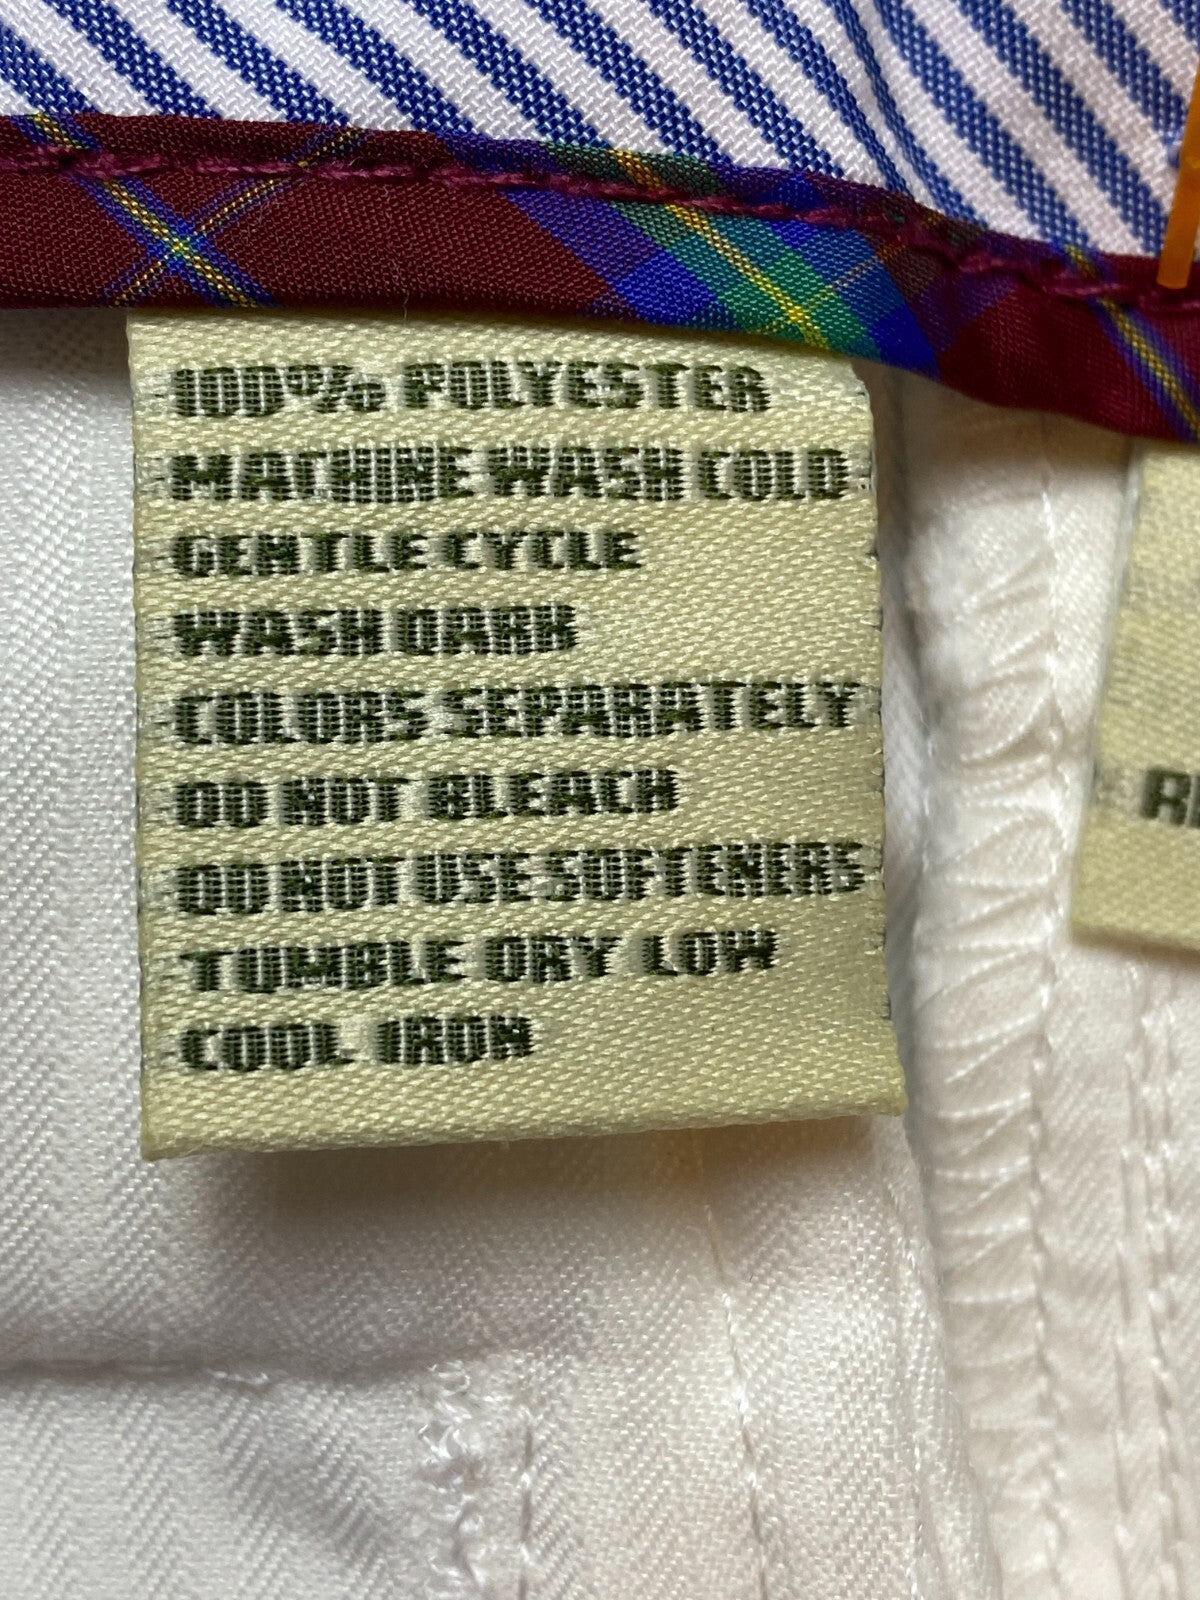 100% POLYESTER
MACHINE WASH COLD
GENTLE CYCLE
WASH DARK
COLORS SEPARATELY
DO NOT BLEACH
DO NOT USE SOFTENERS
TUMBLE DRY LOW
COOL IRON